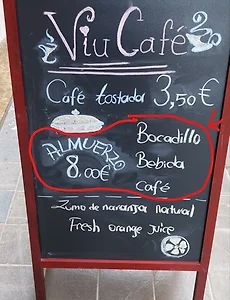 Viu Café
Café tostada 3,50€
ALMUERZO
8.00€
Bocadillo
Bebida
Café
Zumo de naranja natural
Fresh orange juice